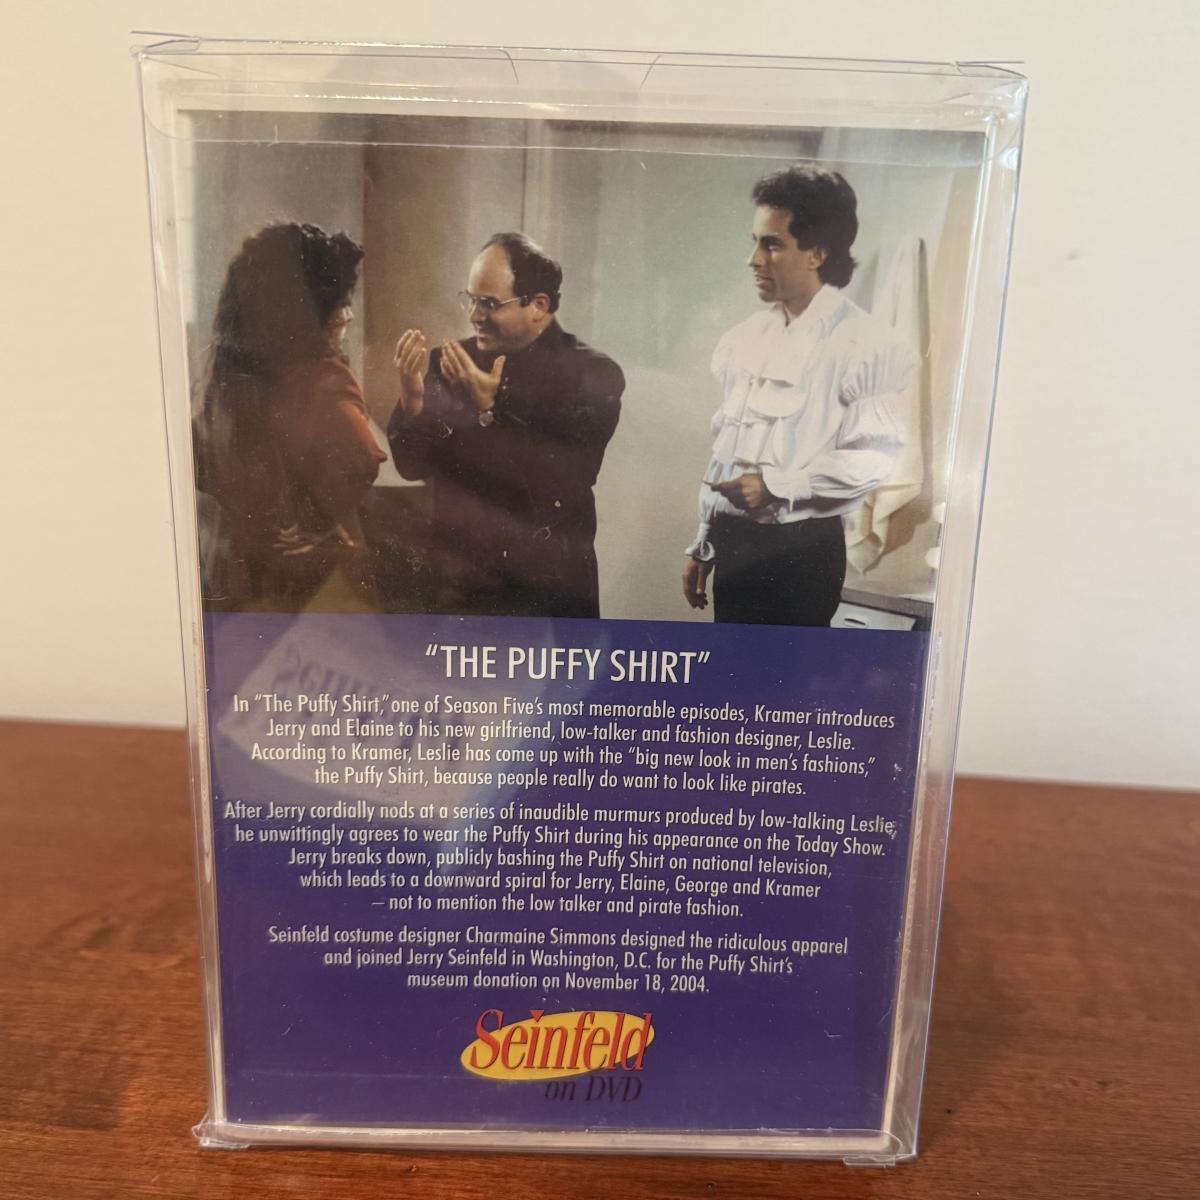 "THE PUFFY SHIRT"
In "The Puffy Shirt," one of Season Five's most memorable episodes, Kramer introduces
Jerry and Elaine to his new girlfriend, low-talker and fashion designer, Leslie.
According to Kramer, Leslie has come up with the "big new look in men's fashions,"
the Puffy Shirt, because people really do want to look like pirates.
After Jerry cordially nods at a series of inaudible murmurs produced by low-talking Leslie,
he unwittingly agrees to wear the Puffy Shirt during his appearance on the Today Show.
Jerry breaks down, publicly bashing the Puffy Shirt on national television,
which leads to a downward spiral for Jerry, Elaine, George and Kramer
– not to mention the low talker and pirate fashion.
Seinfeld costume designer Charmaine Simmons designed the ridiculous apparel
and joined Jerry Seinfeld in Washington, D.C. for the Puffy Shirt's
museum donation on November 18, 2004.
Seinfeld
on DVD